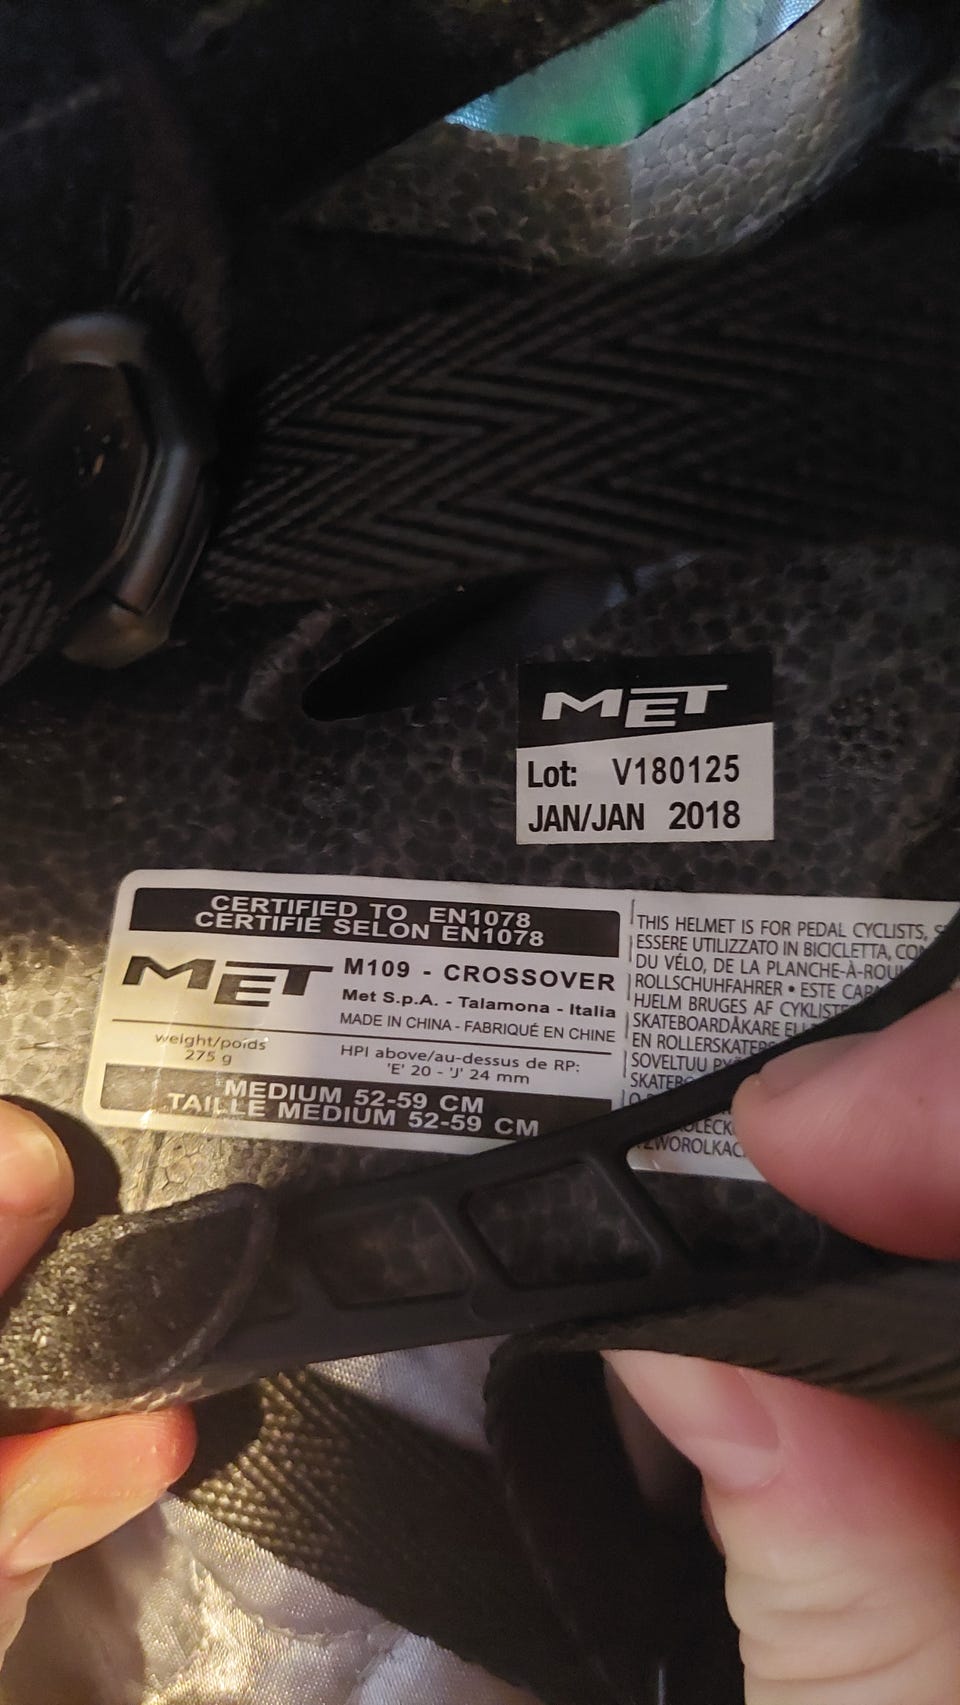 MET
Lot: V180125
JAN/JAN 2018
CERTIFIED TO EN1078
CERTIFIÉ SELON EN1078
MET
M109 - CROSSOVER
Met S.p.A. - Talamona - Italia
MADE IN CHINA - FABRIQUÉ EN CHINE
weight/poids
275 g
HPI above/au-dessus de RP:
'E' 20 - 'J' 24 mm
MEDIUM 52-59 CM
TAILLE MEDIUM 52-59 CM
THIS HELMET IS FOR PEDAL CYCLISTS,
ESSERE UTILIZZATO IN BICICLETTA,
DU VÉLO, DE LA PLANCHE-À-
ROLLSCHUHFAHRER • ESTE
HJELM BRUGES AF
SKATEBOARDÅKARE
EN
SOVELTUU